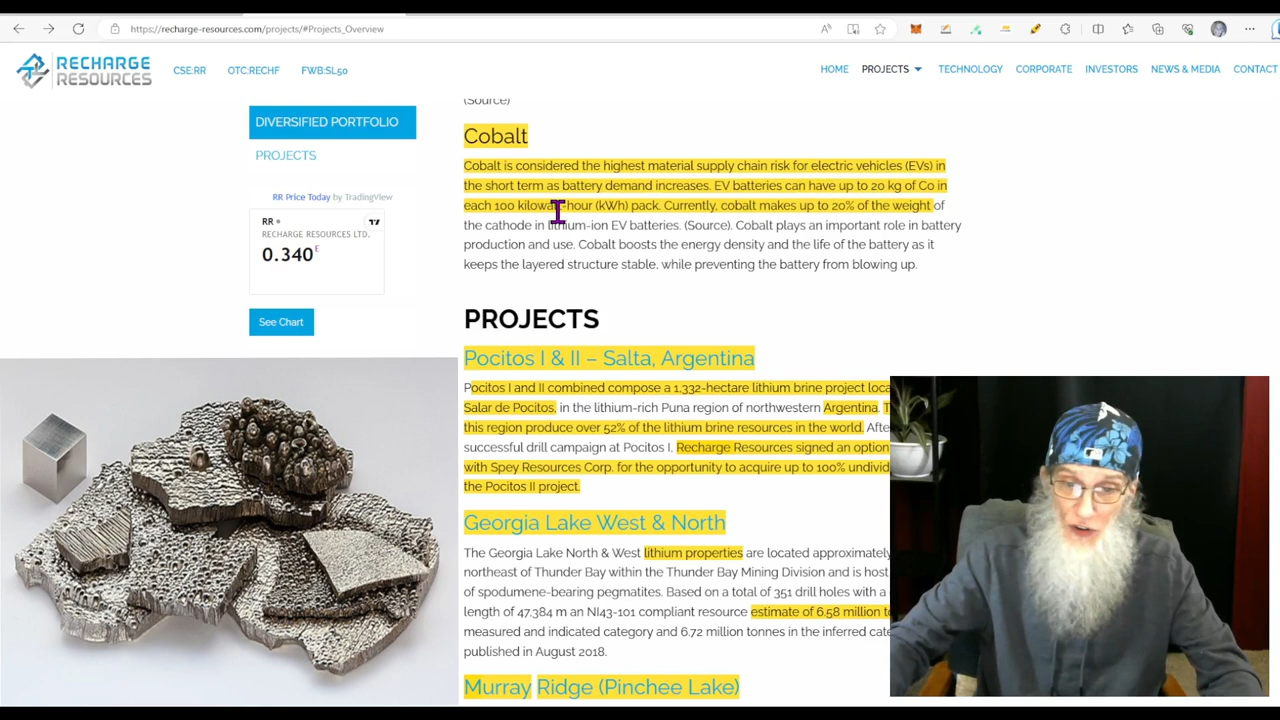 https://recharge-resources.com/projects/#Projects_Overview
RECHARGE
RESOURCES
CSE:RR
OTC:RECHF
FWB:SL50
HOME
PROJECTS
TECHNOLOGY
CORPORATE
INVESTORS
NEWS & MEDIA
CONTACT
DIVERSIFIED PORTFOLIO
PROJECTS
RR Price Today by TradingView
RR
RECHARGE RESOURCES LTD.
0.340 E
See Chart
(Source)
Cobalt
Cobalt is considered the highest material supply chain risk for electric vehicles (EVs) in
the short term as battery demand increases. EV batteries can have up to 20 kg of Co in
each 100 kilowatt-hour (kWh) pack. Currently, cobalt makes up to 20% of the weight of
the cathode in lithium-ion EV batteries. (Source). Cobalt plays an important role in battery
production and use. Cobalt boosts the energy density and the life of the battery as it
keeps the layered structure stable, while preventing the battery from blowing up.
PROJECTS
Pocitos I & II – Salta, Argentina
Pocitos I and II combined compose a 1,332-hectare lithium brine project loca
Salar de Pocitos, in the lithium-rich Puna region of northwestern Argentina. T
this region produce over 52% of the lithium brine resources in the world. Afte
successful drill campaign at Pocitos I, Recharge Resources signed an option
with Spey Resources Corp. for the opportunity to acquire up to 100% undivid
the Pocitos II project.
Georgia Lake West & North
The Georgia Lake North & West lithium properties are located approximately
northeast of Thunder Bay within the Thunder Bay Mining Division and is host
of spodumene-bearing pegmatites. Based on a total of 351 drill holes with a
length of 47,384 m an NI43-101 compliant resource estimate of 6.58 million to
measured and indicated category and 6.72 million tonnes in the inferred cate
published in August 2018.
Murray Ridge (Pinchee Lake)